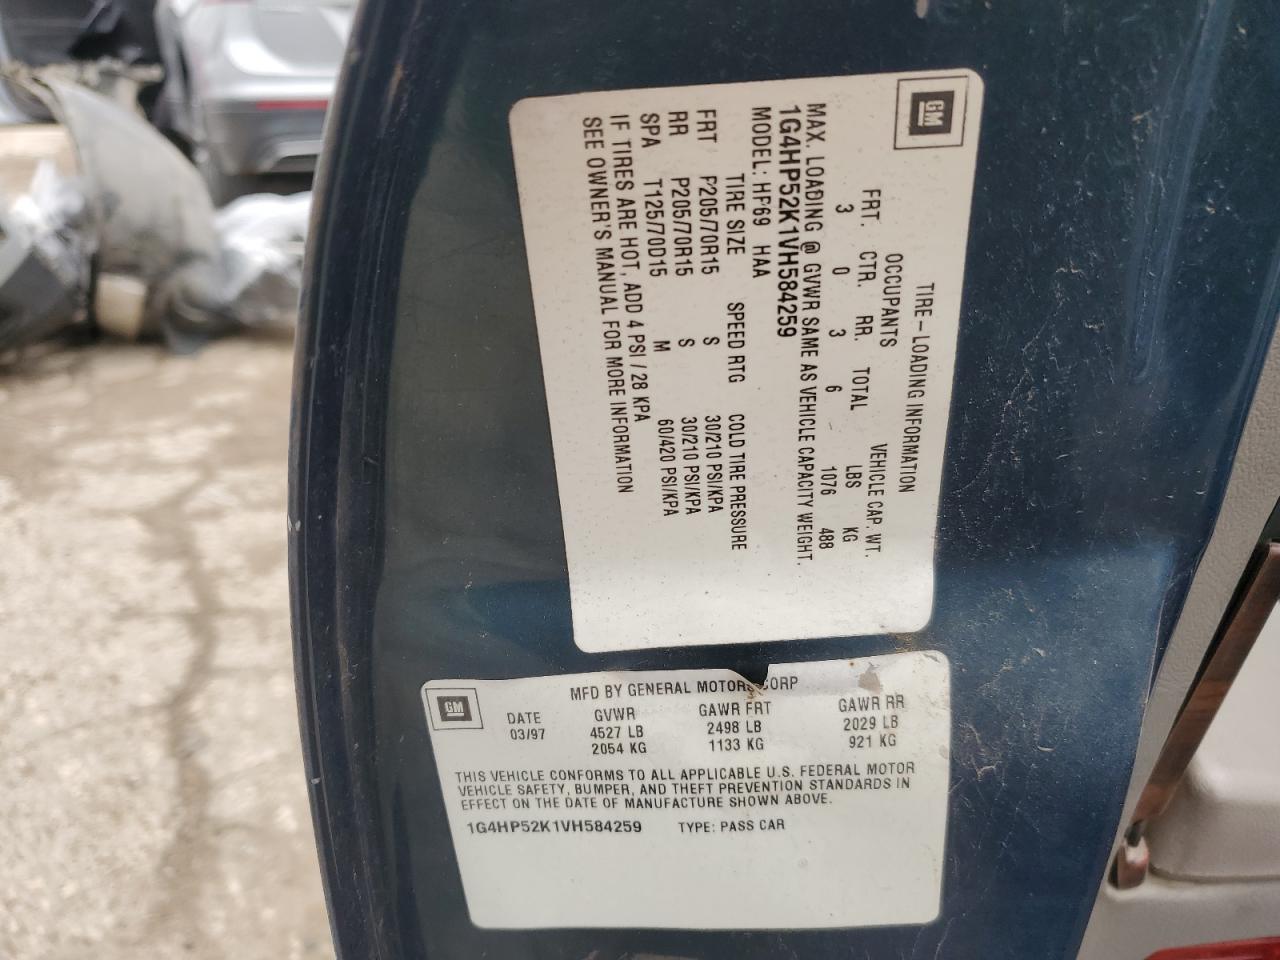 GM
TIRE-LOADING INFORMATION
OCCUPANTS VEHICLE CAP. WT.
FRT. CTR. RR. TOTAL LBS KG
3 0 3 6 1076 488
MAX. LOADING @ GVWR SAME AS VEHICLE CAPACITY WEIGHT.
1G4HP52K1VH584259
MODEL: HP69 HAA
TIRE SIZE SPEED RTG COLD TIRE PRESSURE
FRT P205/70R15 S 30/210 PSI/KPA
RR P205/70R15 S 30/210 PSI/KPA
SPA T125/70D15 M 60/420 PSI/KPA
IF TIRES ARE HOT, ADD 4 PSI / 28 KPA
SEE OWNER'S MANUAL FOR MORE INFORMATION
GM
MFD BY GENERAL MOTORS CORP
DATE GVWR GAWR FRT GAWR RR
03/97 4527 LB 2498 LB 2029 LB
2054 KG 1133 KG 921 KG
THIS VEHICLE CONFORMS TO ALL APPLICABLE U.S. FEDERAL MOTOR
VEHICLE SAFETY, BUMPER, AND THEFT PREVENTION STANDARDS IN
EFFECT ON THE DATE OF MANUFACTURE SHOWN ABOVE.
1G4HP52K1VH584259 TYPE: PASS CAR